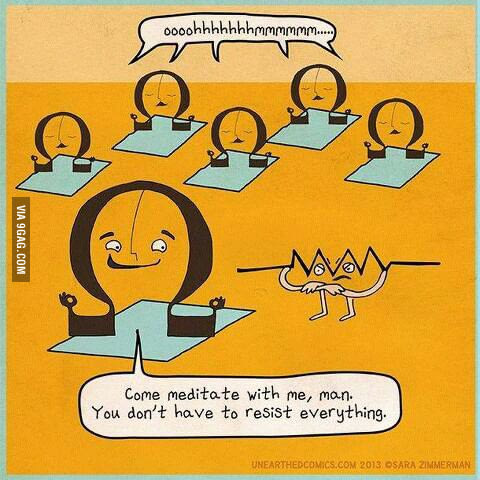 oooohhhhhhhmmmmmm.....
VIA 9GAG.COM
Come meditate with me, man.
You don't have to resist everything.
UNEARTHEDCOMICS.COM 2013 ©SARA ZIMMERMAN